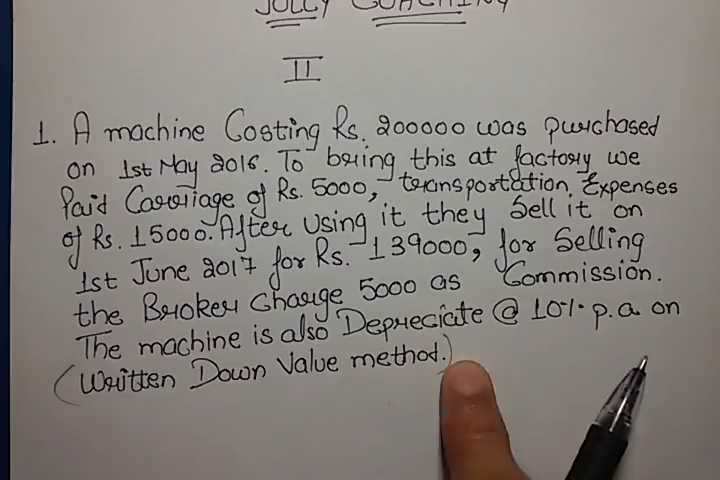 JOLLY COACHING
II
1. A machine Costing Rs. 200000 was purchased
on 1st May 2016. To bring this at factory we
Paid Carriage of Rs. 5000, transportation Expenses
of Rs. 15000. After using it they Sell it on
1st June 2017 for Rs. 139000, for Selling
the Broker Charge 5000 as Commission.
The machine is also Depreciate @ 10% p.a. on
(Written Down Value method.)